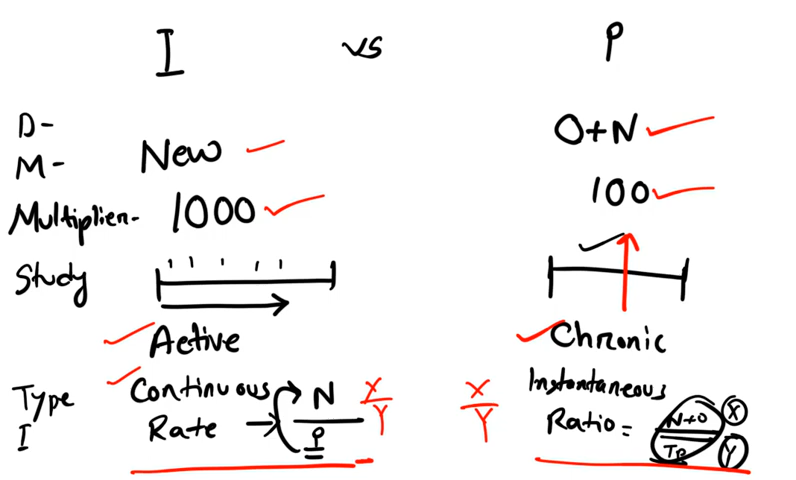 I vs P
D-
M- New O+N
Multiplier- 1000 100
Study
Active Chronic
Type Continuous N X/Y X/Y Instantaneous
I Rate → P Ratio = N+O/TP X Y